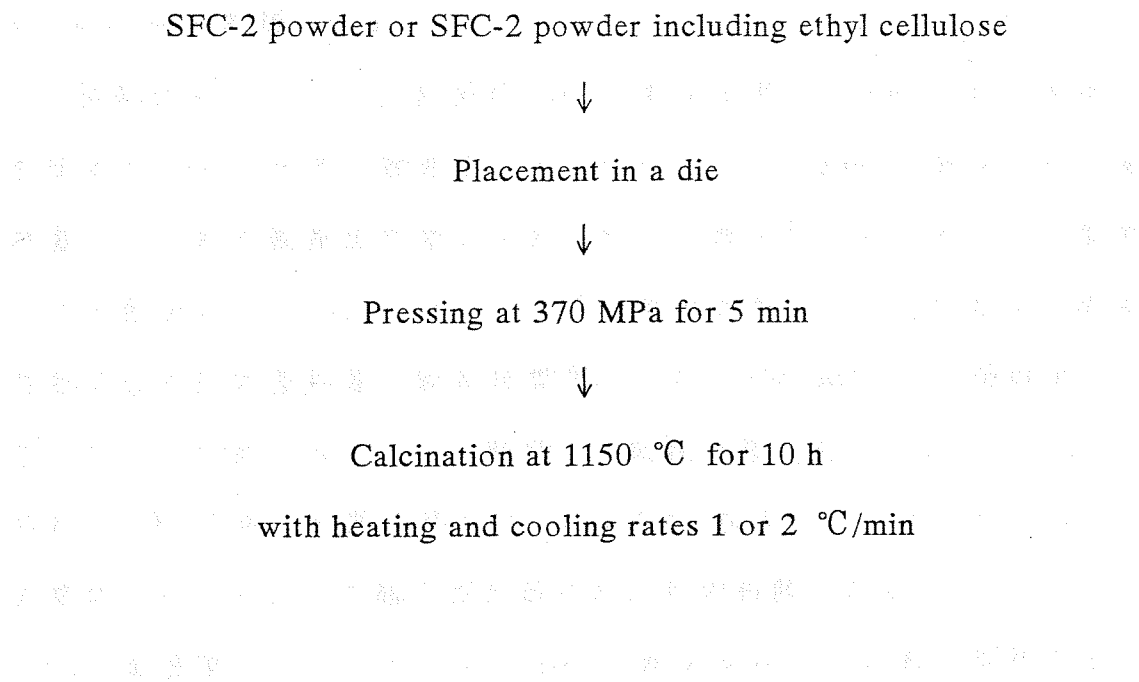 SFC-2 powder or SFC-2 powder including ethyl cellulose
↓
Placement in a die
↓
Pressing at 370 MPa for 5 min
↓
Calcination at 1150 ℃ for 10 h
with heating and cooling rates 1 or 2 ℃/min